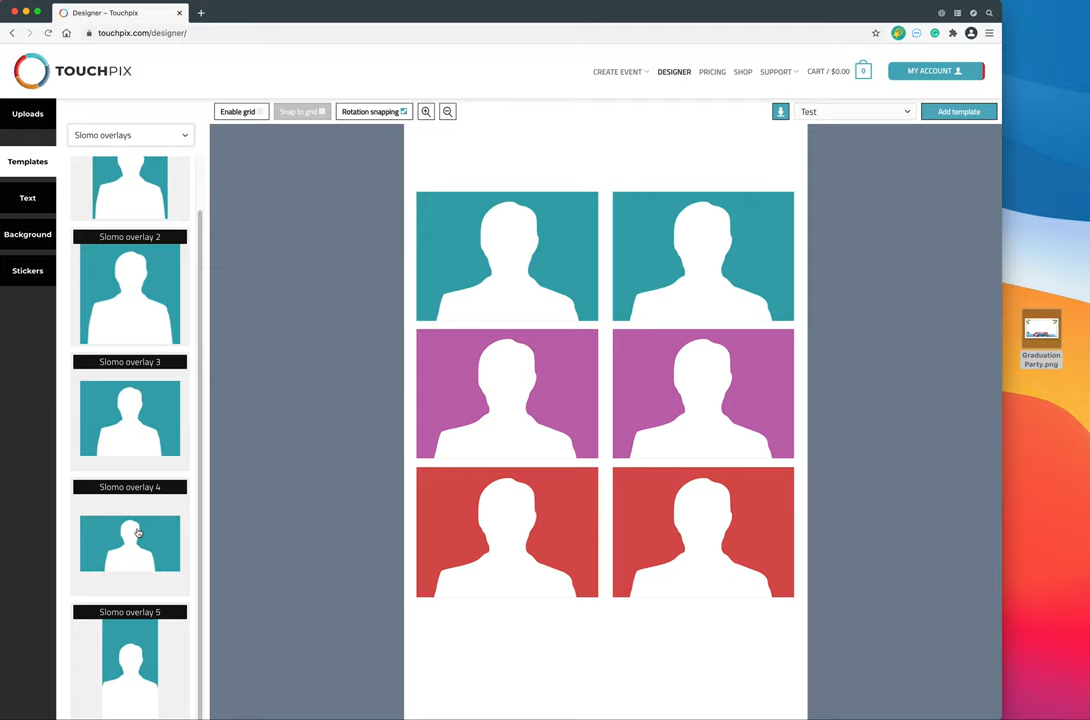 Designer – Touchpix
touchpix.com/designer/
TOUCHPIX
CREATE EVENT
DESIGNER
PRICING
SHOP
SUPPORT
CART / $0.00
0
MY ACCOUNT
Uploads
Templates
Text
Background
Stickers
Slomo overlays
Enable grid
Snap to grid
Rotation snapping
Test
Add template
Slomo overlay 2
Slomo overlay 3
Slomo overlay 4
Slomo overlay 5
Graduation
Party.png